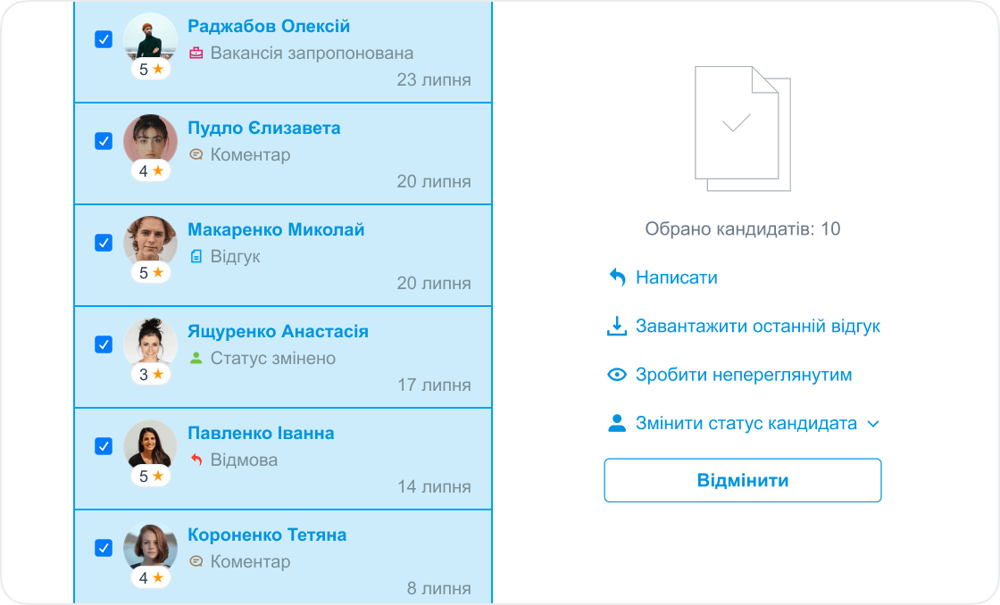 Раджабов Олексій
Вакансія запропонована
5
23 липня
Пудло Єлизавета
Коментар
4
20 липня
Макаренко Миколай
Відгук
5
20 липня
Ящуренко Анастасія
Статус змінено
3
17 липня
Павленко Іванна
Відмова
5
14 липня
Короненко Тетяна
Коментар
4
8 липня
Обрано кандидатів: 10
Написати
Завантажити останній відгук
Зробити непереглянутим
Змінити статус кандидата
Відмінити